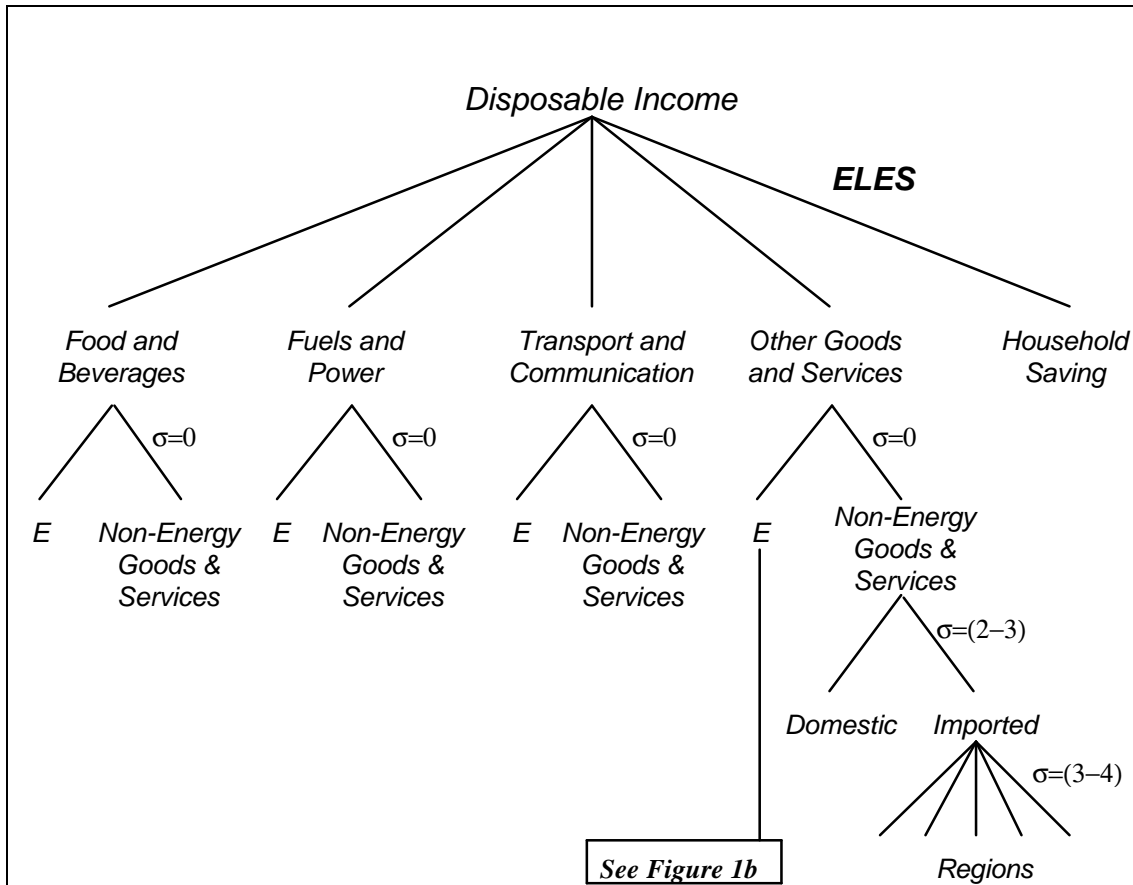 Disposable Income
ELES
Food and
Beverages
Fuels and
Power
Transport and
Communication
Other Goods
and Services
Household
Saving
σ=0
σ=0
σ=0
σ=0
E
Non-Energy
Goods &
Services
E
Non-Energy
Goods &
Services
E
Non-Energy
Goods &
Services
E
Non-Energy
Goods &
Services
σ=(2−3)
Domestic
Imported
σ=(3−4)
See Figure 1b
Regions